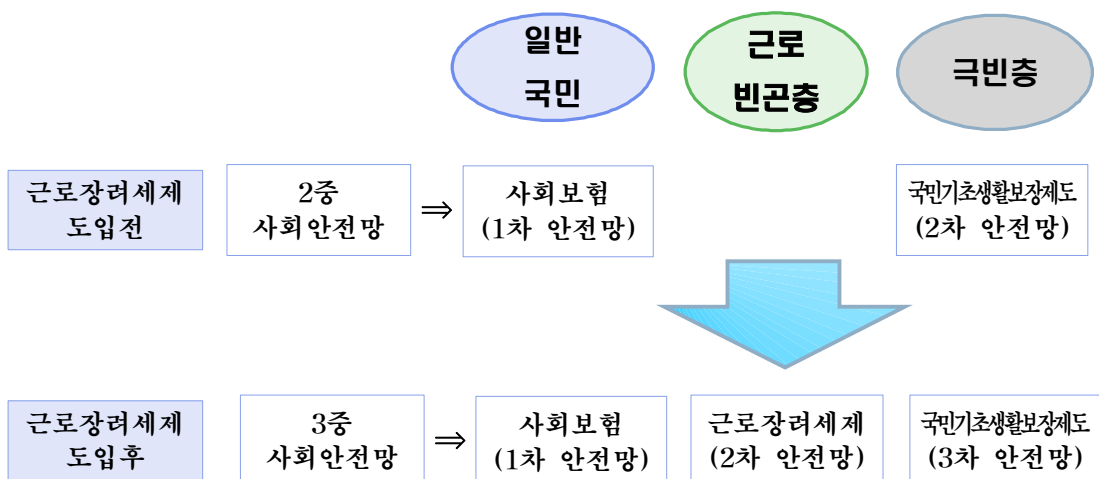 일반
국민
근로
빈곤층
극빈층
근로장려세제
도입전
2중
사회안전망
⇒
사회보험
(1차 안전망)
국민기초생활보장제도
(2차 안전망)
근로장려세제
도입후
3중
사회안전망
⇒
사회보험
(1차 안전망)
근로장려세제
(2차 안전망)
국민기초생활보장제도
(3차 안전망)